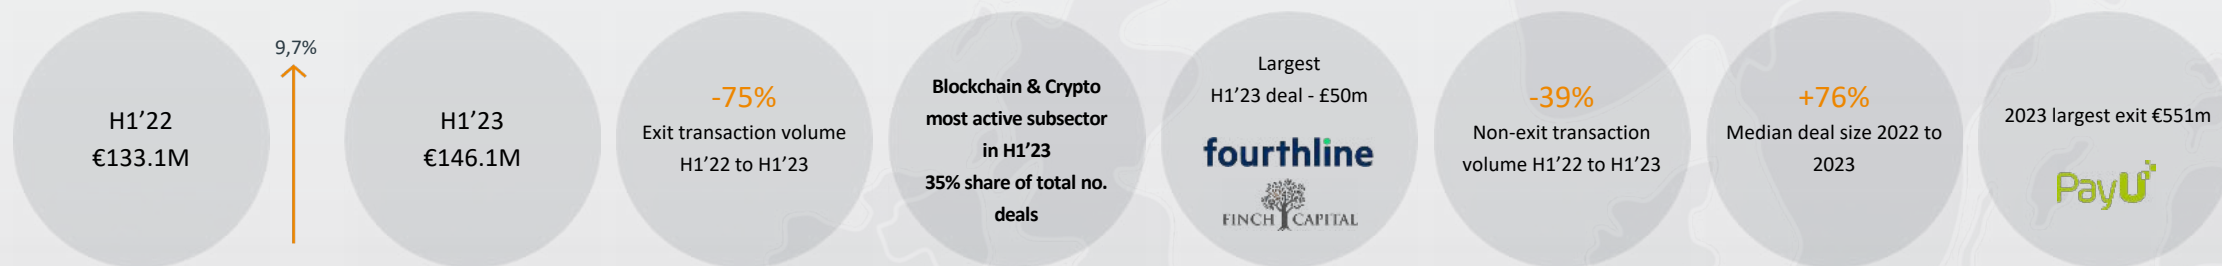 H1’22
€133.1M
9,7%
H1’23
€146.1M
-75%
Exit transaction volume
H1’22 to H1’23
Blockchain & Crypto
most active subsector
in H1’23
35% share of total no.
deals
Largest
H1’23 deal - £50m
fourthline
FINCH CAPITAL
-39%
Non-exit transaction
volume H1’22 to H1’23
+76%
Median deal size 2022 to
2023
2023 largest exit €551m
PayU